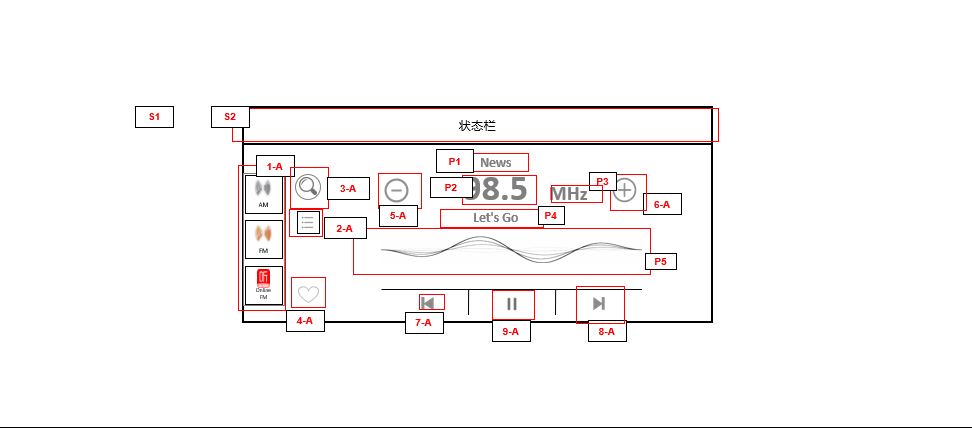 S1
S2
状态栏
1-A
P1
News
3-A
P2
98.5
MHz
P3
AM
5-A
6-A
Let's Go
P4
2-A
FM
P5
听
Online
FM
4-A
7-A
9-A
8-A